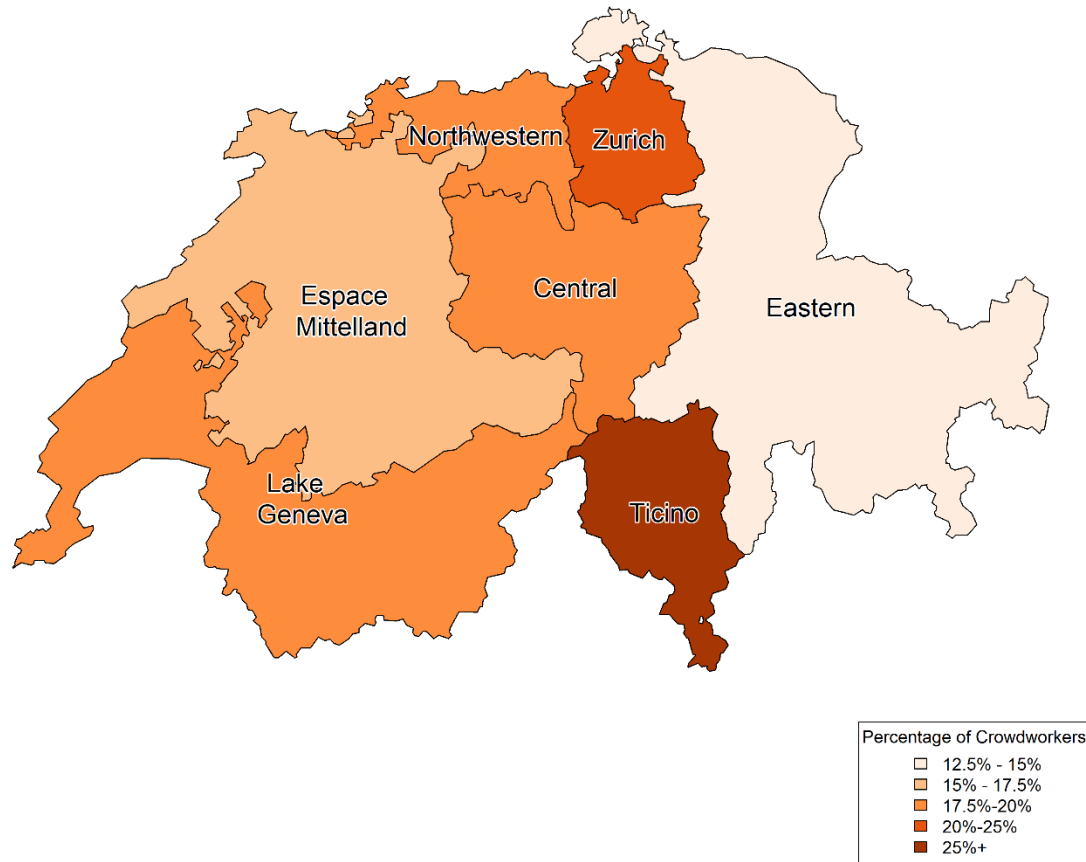 Northwestern
Zurich
Espace
Mittelland
Central
Eastern
Lake
Geneva
Ticino
Percentage of Crowdworkers
12.5% - 15%
15% - 17.5%
17.5%-20%
20%-25%
25%+